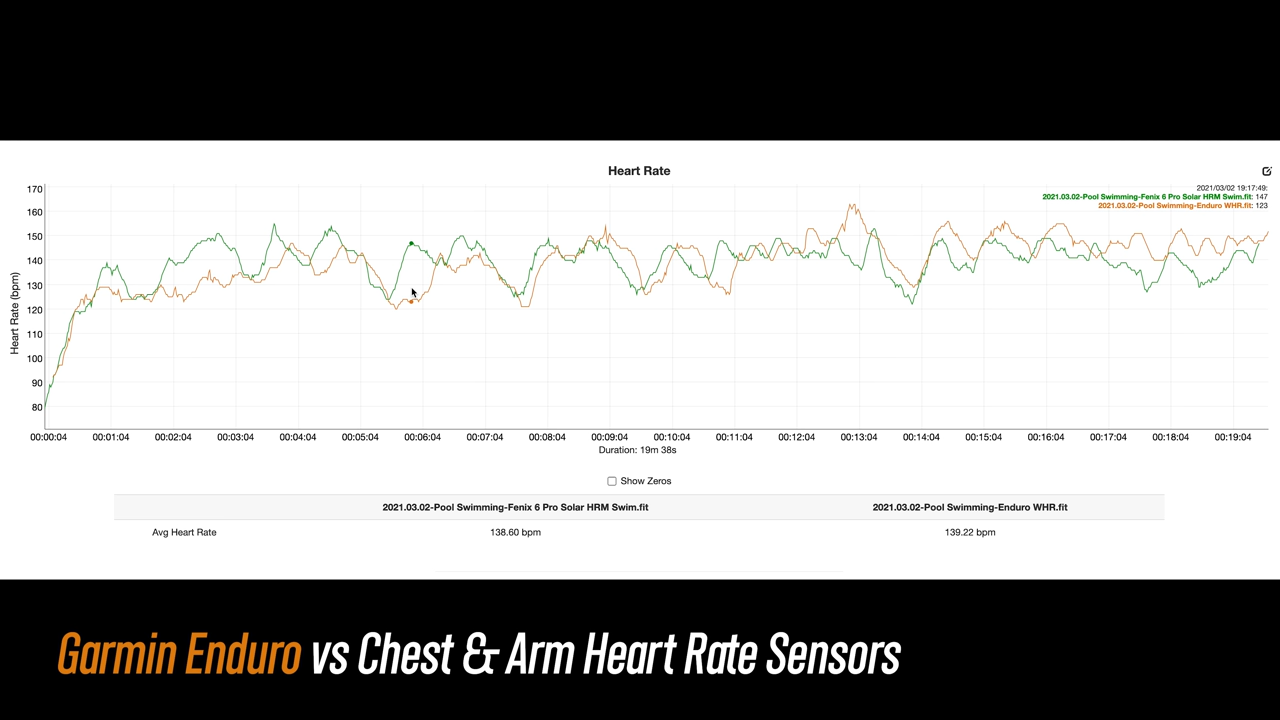 Heart Rate
2021/03/02 19:17:49:
2021.03.02-Pool Swimming-Fenix 6 Pro Solar HRM Swim.fit: 147
2021.03.02-Pool Swimming-Enduro WHR.fit: 123
170
160
150
140
130
120
110
100
90
80
Heart Rate (bpm)
00:00:04 00:01:04 00:02:04 00:03:04 00:04:04 00:05:04 00:06:04 00:07:04 00:08:04 00:09:04 00:10:04 00:11:04 00:12:04 00:13:04 00:14:04 00:15:04 00:16:04 00:17:04 00:18:04 00:19:04
Duration: 19m 38s
Show Zeros
2021.03.02-Pool Swimming-Fenix 6 Pro Solar HRM Swim.fit 2021.03.02-Pool Swimming-Enduro WHR.fit
Avg Heart Rate 138.60 bpm 139.22 bpm
Garmin Enduro vs Chest & Arm Heart Rate Sensors